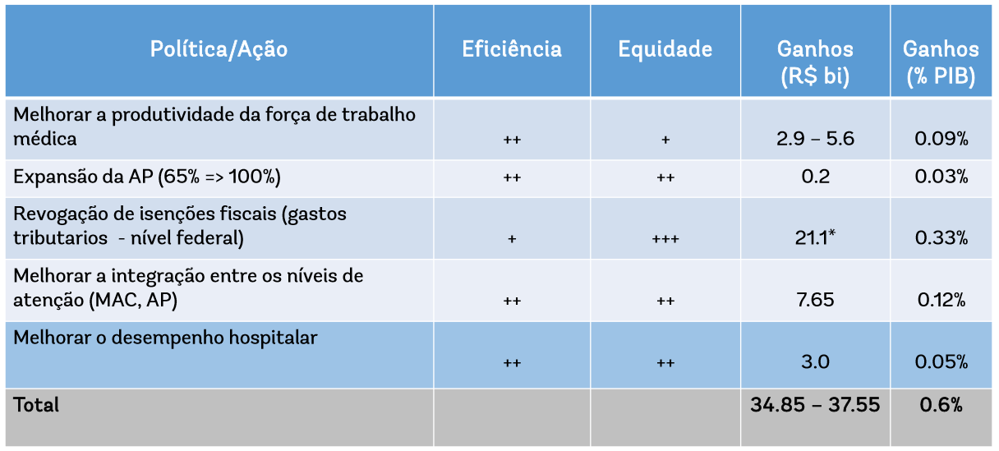 Política/Ação
Eficiência
Equidade
Ganhos
(R$ bi)
Ganhos
(% PIB)
Melhorar a produtividade da força de trabalho
médica
++
+
2.9 – 5.6
0.09%
Expansão da AP (65% => 100%)
++
++
0.2
0.03%
Revogação de isenções fiscais (gastos
tributarios - nível federal)
+
+++
21.1*
0.33%
Melhorar a integração entre os níveis de
atenção (MAC, AP)
++
++
7.65
0.12%
Melhorar o desempenho hospitalar
++
++
3.0
0.05%
Total
34.85 – 37.55
0.6%